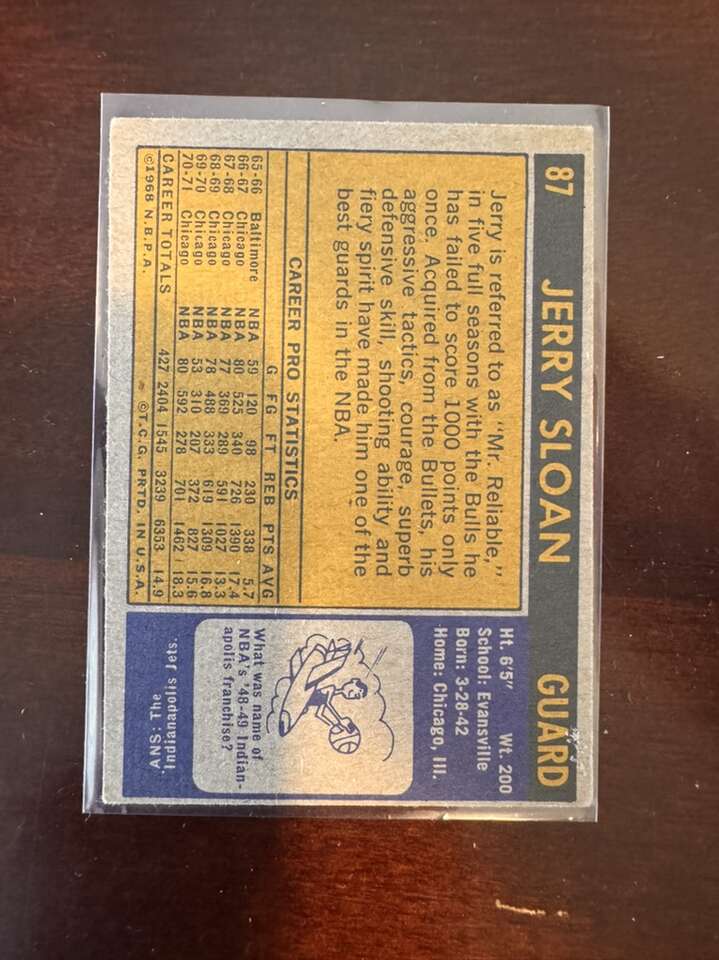 87 JERRY SLOAN GUARD
Jerry is referred to as "Mr. Reliable,"
in five full seasons with the Bulls he
has failed to score 1000 points only
once. Acquired from the Bullets, his
aggressive tactics, courage, superb
defensive skill, shooting ability and
fiery spirit have made him one of the
best guards in the NBA.
CAREER PRO STATISTICS
G FG FT REB PTS AVG
65-66 Baltimore NBA 59 120 98 230 338 5.7
66-67 Chicago NBA 80 525 340 726 1390 17.4
67-68 Chicago NBA 77 369 289 591 1027 13.3
68-69 Chicago NBA 78 488 333 619 1309 16.8
69-70 Chicago NBA 53 310 207 372 827 15.6
70-71 Chicago NBA 80 592 278 701 1462 18.3
CAREER TOTALS 427 2404 1545 3239 6353 14.9
©1968 N.B.P.A. ©T.C.G. PRTD. IN U.S.A.
Ht. 6'5" Wt. 200
School: Evansville
Born: 3-28-42
Home: Chicago, Ill.
What was name of
NBA's '48-49 Indian-
apolis franchise?
ANS: The
Indianapolis Jets.